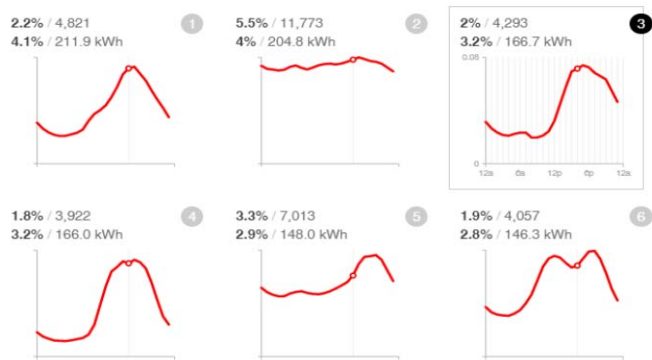 2.2% / 4,821
4.1% / 211.9 kWh
1
5.5% / 11,773
4% / 204.8 kWh
2
2% / 4,293
3.2% / 166.7 kWh
3
0.08
0
12a 6a 12p 6p 12a
1.8% / 3,922
3.2% / 166.0 kWh
4
3.3% / 7,013
2.9% / 148.0 kWh
5
1.9% / 4,057
2.8% / 146.3 kWh
6